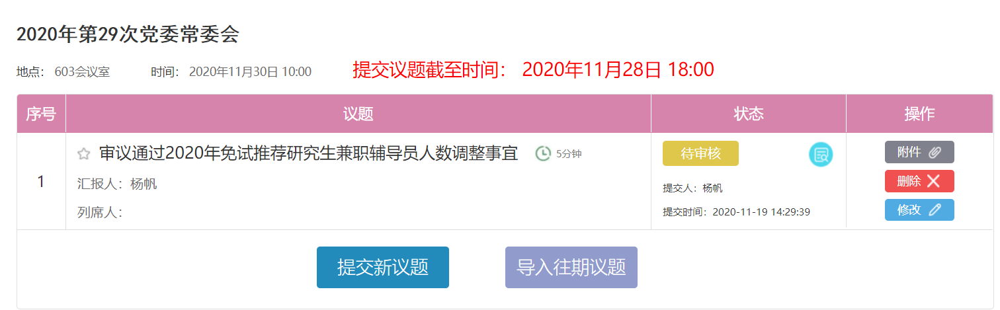 2020年第29次党委常委会
地点： 603会议室 时间： 2020年11月30日 10:00 提交议题截至时间： 2020年11月28日 18:00
序号 议题 状态 操作
1
审议通过2020年免试推荐研究生兼职辅导员人数调整事宜 5分钟
汇报人：杨帆
列席人：
待审核
提交人：杨帆
提交时间：2020-11-19 14:29:39
附件
删除
修改
提交新议题 导入往期议题